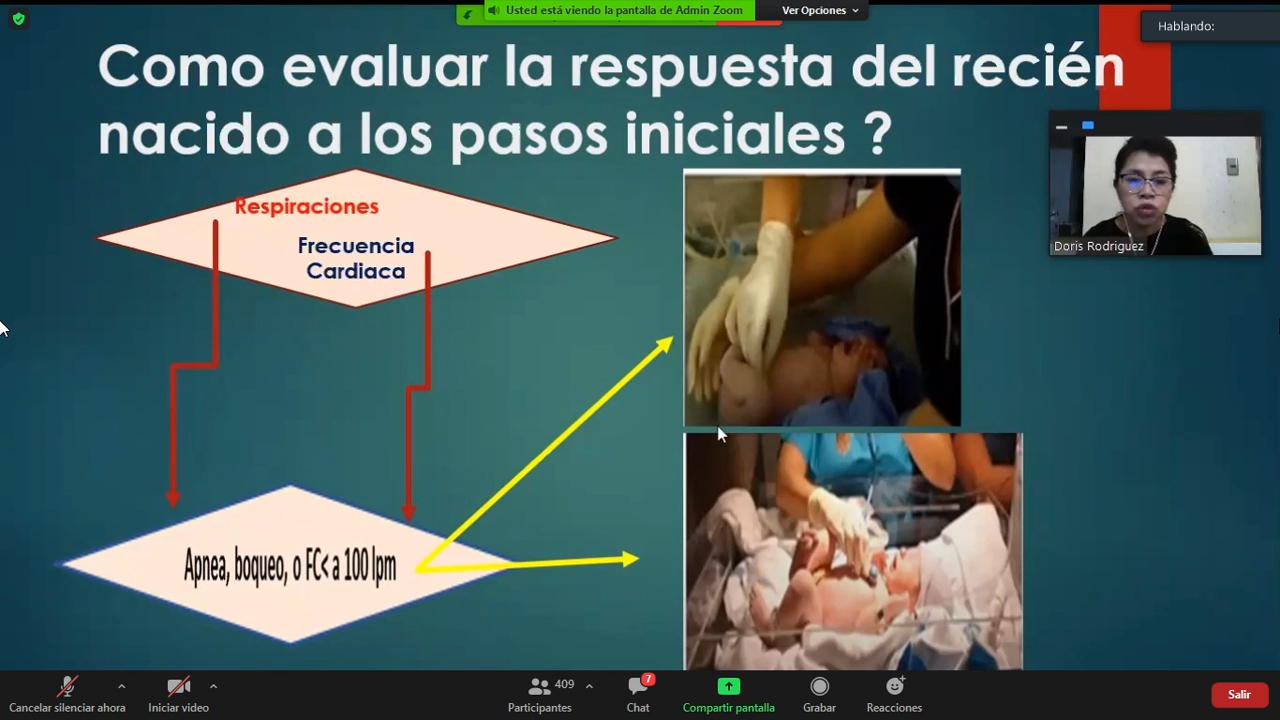 Usted está viendo la pantalla de Admin Zoom
Ver Opciones
Hablando:
Como evaluar la respuesta del recién
nacido a los pasos iniciales ?
Doris Rodriguez
Respiraciones
Frecuencia
Cardiaca
Apnea, boqueo, o FC< a 100 lpm
Cancelar silenciar ahora
Iniciar video
409
Participantes
7
Chat
Compartir pantalla
Grabar
Reacciones
Salir